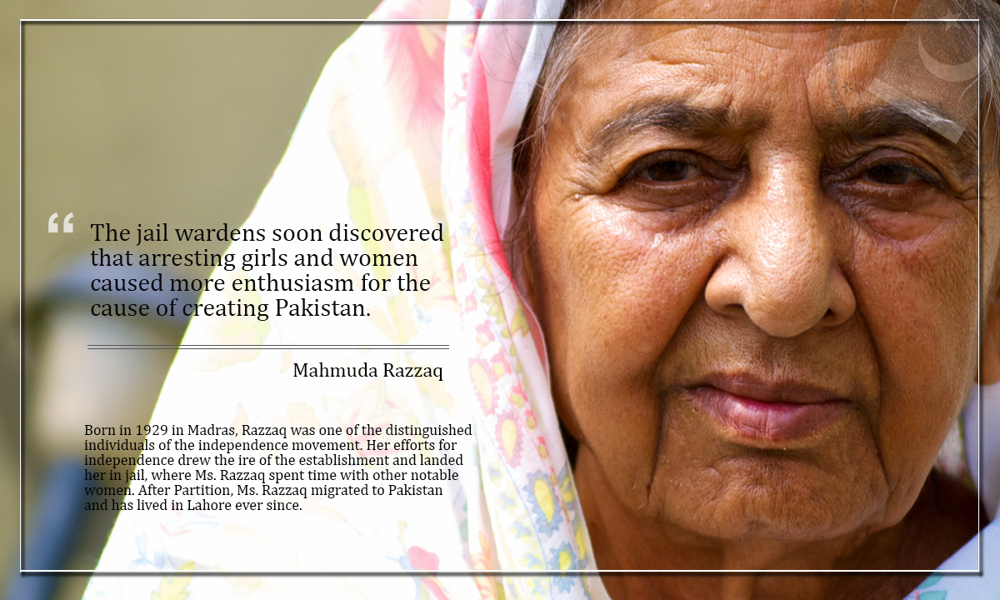 “ The jail wardens soon discovered
that arresting girls and women
caused more enthusiasm for the
cause of creating Pakistan.
Mahmuda Razzaq
Born in 1929 in Madras, Razzaq was one of the distinguished
individuals of the independence movement. Her efforts for
independence drew the ire of the establishment and landed
her in jail, where Ms. Razzaq spent time with other notable
women. After Partition, Ms. Razzaq migrated to Pakistan
and has lived in Lahore ever since.